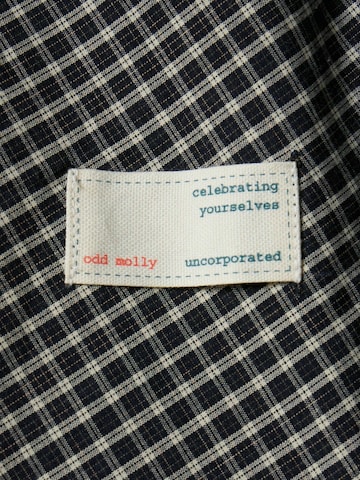 celebrating
yourselves
odd molly uncorporated